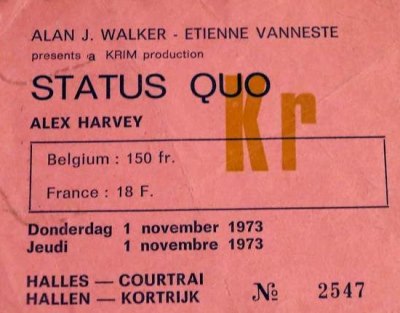 ALAN J. WALKER - ETIENNE VANNESTE
presents a KRIM production
STATUS QUO
Kr
ALEX HARVEY
Belgium : 150 fr.
France : 18 F.
Donderdag 1 november 1973
Jeudi 1 novembre 1973
HALLES — COURTRAI
HALLEN — KORTRIJK
№ 2547